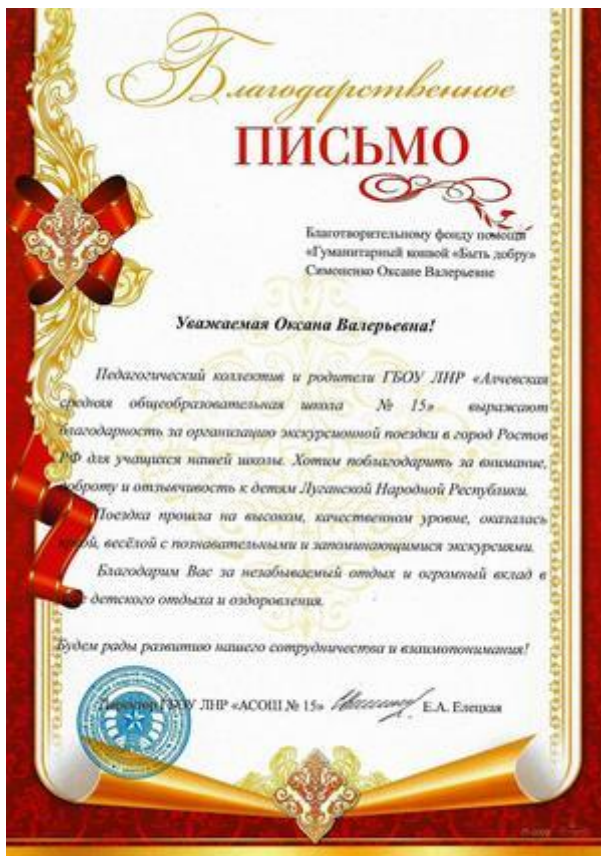 Благодарственное
ПИСЬМО
Благотворительному фонду помощи
«Гуманитарный конвой «Быть добру»
Симоненко Оксане Валерьевне
Уважаемая Оксана Валерьевна!
Педагогический коллектив и родители ГБОУ ЛНР «Алчевская
средняя общеобразовательная школа № 15» выражают
благодарность за организацию экскурсионной поездки в город Ростов
РФ для учащихся нашей школы. Хотим поблагодарить за внимание,
доброту и отзывчивость к детям Луганской Народной Республики.
Поездка прошла на высоком, качественном уровне, оказалась
яркой, весёлой с познавательными и запоминающимися экскурсиями.
Благодарим Вас за незабываемый отдых и огромный вклад в
детского отдыха и оздоровления.
Будем рады развитию нашего сотрудничества и взаимопонимания!
Директор ГБОУ ЛНР «АСОШ № 15» Е.А. Елецкая